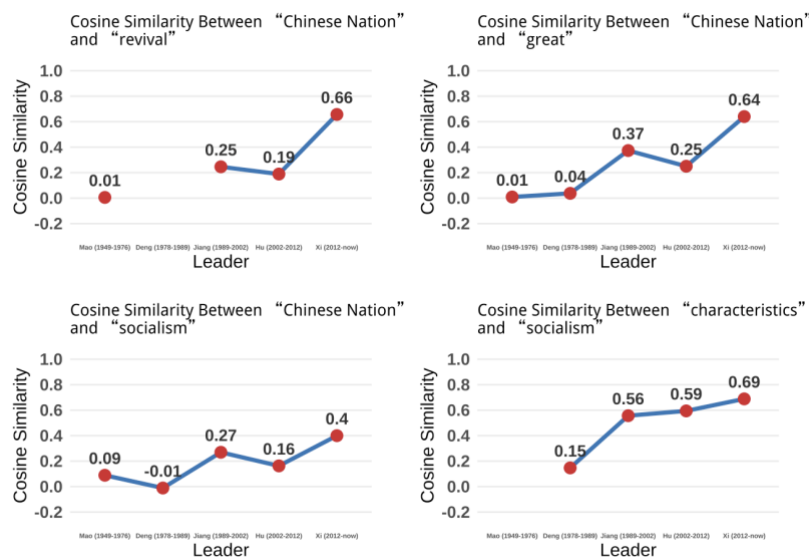 Cosine Similarity Between “Chinese Nation”
and “revival”
1.0
0.8
0.6
0.4
0.2
0.0
-0.2
Cosine Similarity
0.01
0.25
0.19
0.66
Mao (1949-1976) Deng (1978-1989) Jiang (1989-2002) Hu (2002-2012) Xi (2012-now)
Leader
Cosine Similarity Between “Chinese Nation”
and “great”
1.0
0.8
0.6
0.4
0.2
0.0
-0.2
Cosine Similarity
0.01
0.04
0.37
0.25
0.64
Mao (1949-1976) Deng (1978-1989) Jiang (1989-2002) Hu (2002-2012) Xi (2012-now)
Leader
Cosine Similarity Between “Chinese Nation”
and “socialism”
1.0
0.8
0.6
0.4
0.2
0.0
-0.2
Cosine Similarity
0.09
-0.01
0.27
0.16
0.4
Mao (1949-1976) Deng (1978-1989) Jiang (1989-2002) Hu (2002-2012) Xi (2012-now)
Leader
Cosine Similarity Between “characteristics”
and “socialism”
1.0
0.8
0.6
0.4
0.2
0.0
-0.2
Cosine Similarity
0.15
0.56
0.59
0.69
Mao (1949-1976) Deng (1978-1989) Jiang (1989-2002) Hu (2002-2012) Xi (2012-now)
Leader